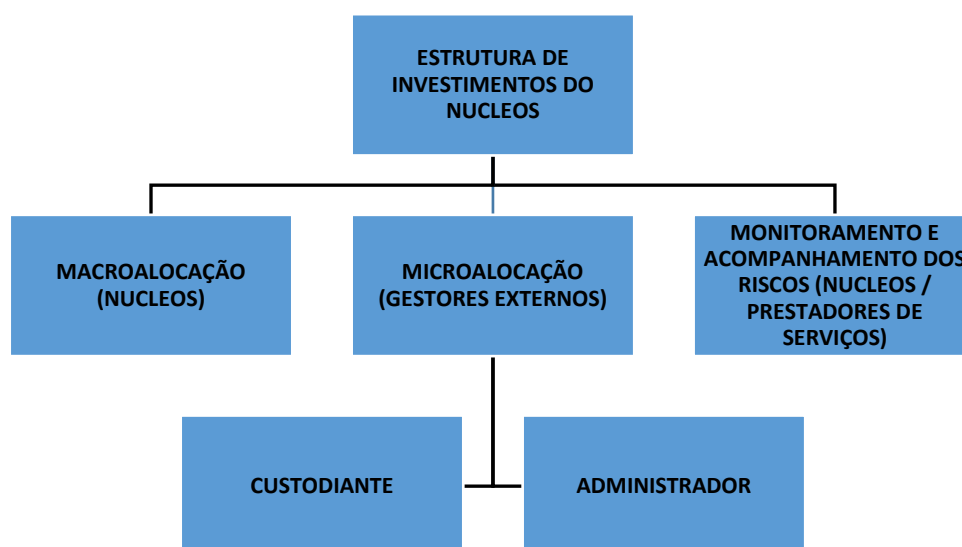 ESTRUTURA DE
INVESTIMENTOS DO
NUCLEOS
MACROALOCAÇÃO
(NUCLEOS)
MICROALOCAÇÃO
(GESTORES EXTERNOS)
MONITORAMENTO E
ACOMPANHAMENTO DOS
RISCOS (NUCLEOS /
PRESTADORES DE
SERVIÇOS)
CUSTODIANTE
ADMINISTRADOR